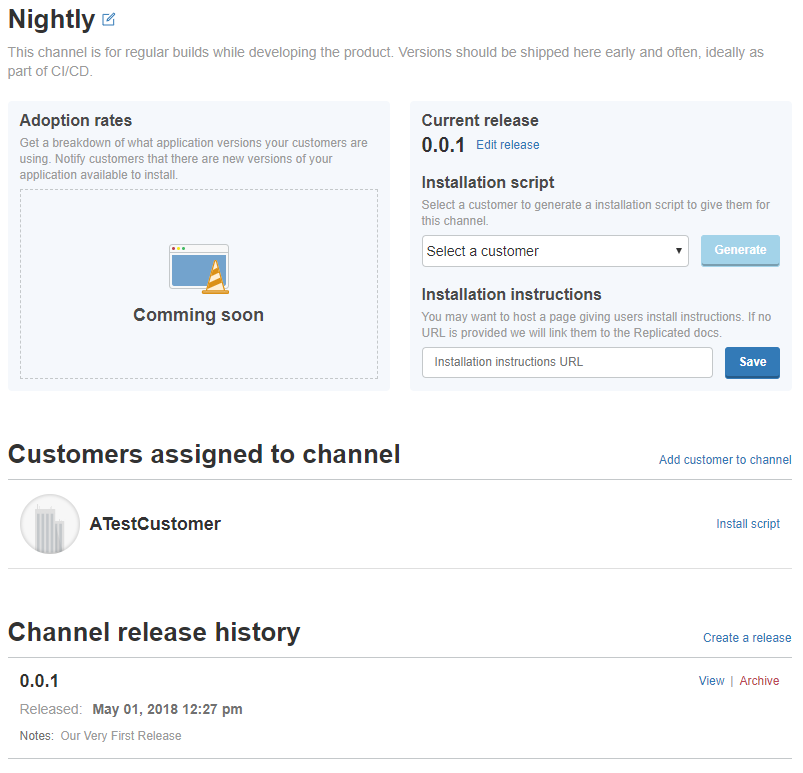 Nightly
This channel is for regular builds while developing the product. Versions should be shipped here early and often, ideally as
part of CI/CD.
Adoption rates
Get a breakdown of what application versions your customers are
using. Notify customers that there are new versions of your
application available to install.
Comming soon
Current release
0.0.1 Edit release
Installation script
Select a customer to generate a installation script to give them for
this channel.
Select a customer Generate
Installation instructions
You may want to host a page giving users install instructions. If no
URL is provided we will link them to the Replicated docs.
Installation instructions URL Save
Customers assigned to channel Add customer to channel
ATestCustomer Install script
Channel release history Create a release
0.0.1 View | Archive
Released: May 01, 2018 12:27 pm
Notes: Our Very First Release